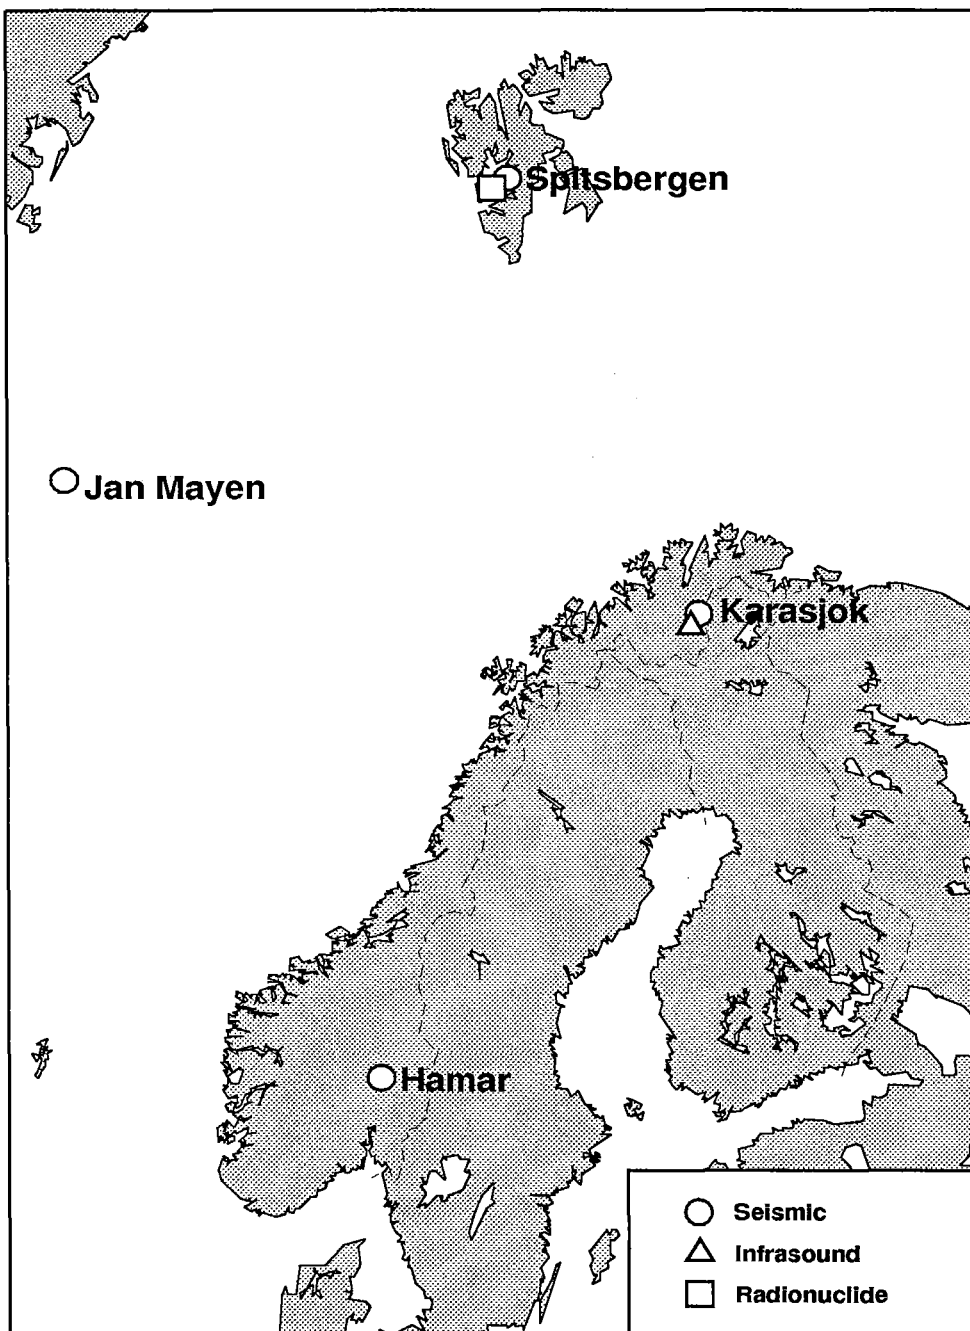 Spitsbergen
Jan Mayen
Karasjok
Hamar
Seismic
Infrasound
Radionuclide